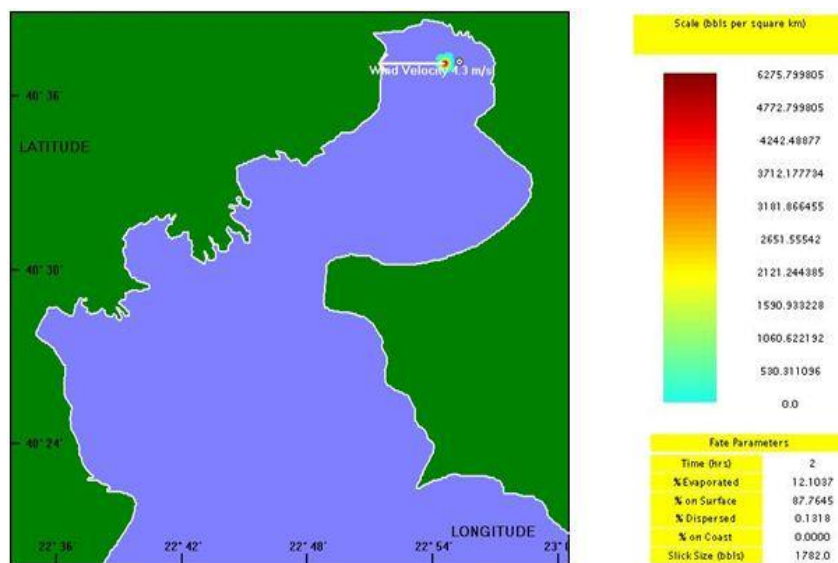 Scale (bbls per square km)
6275.799805
4772.799805
4242.48877
3712.177734
3181.866455
2651.55542
2121.244385
1590.933228
1060.622192
530.311096
0.0
Wind Velocity 4.3 m/s
40° 36'
LATITUDE
40° 30'
40° 24'
LONGITUDE
22° 36'
22° 42'
22° 48'
22° 54'
23° 0
Fate Parameters
Time (hrs) 2
% Evaporated 12.1037
% on Surface 87.7645
% Dispersed 0.1318
% on Coast 0.0000
Slick Size (bbls) 1782.0